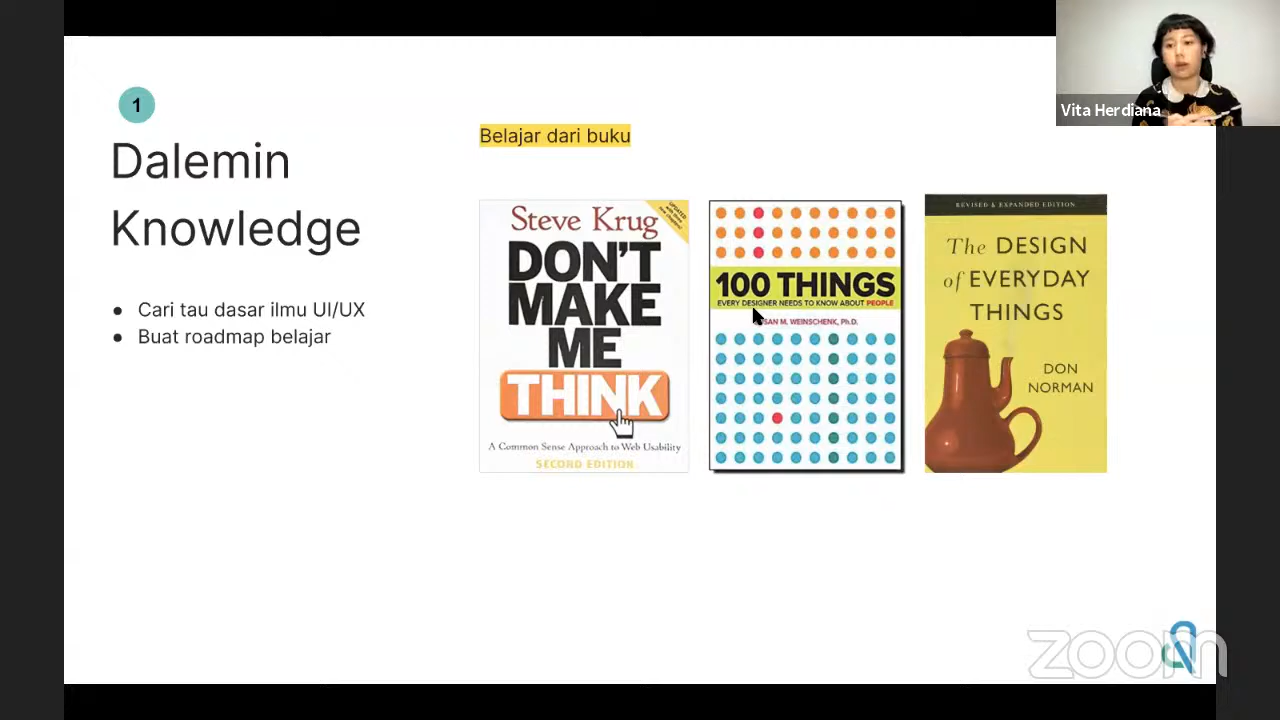 1
Dalemin
Knowledge
Cari tau dasar ilmu UI/UX
Buat roadmap belajar
Belajar dari buku
Steve Krug
DON'T
MAKE
ME
THINK
A Common Sense Approach to Web Usability
SECOND EDITION
100 THINGS
EVERY DESIGNER NEEDS TO KNOW ABOUT PEOPLE
WEINSCHENK, Ph.D.
REVISED & EXPANDED EDITION
The DESIGN
of EVERYDAY
THINGS
DON
NORMAN
Vita Herdiana
zoom